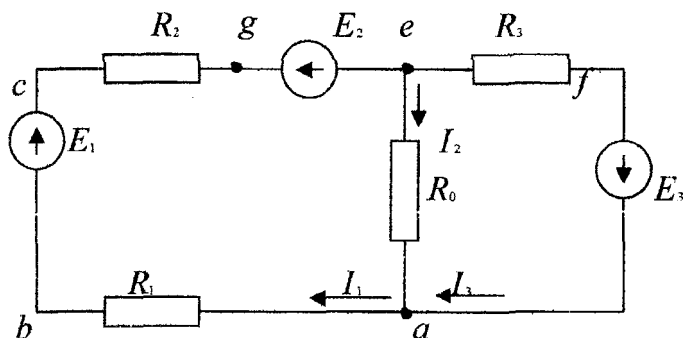 R₂ g E₂ e R₃
c f
E₁ I₂
R₀ E₃
R₁ I₁ I₃
b a